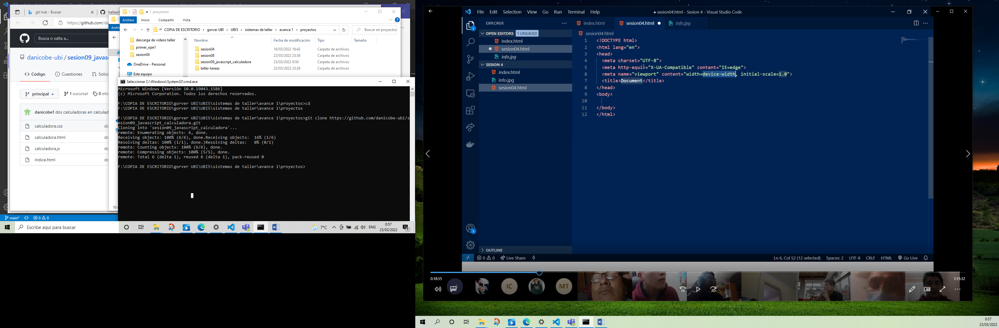 git hub - Buscar
https://github.com/da
Busca o salta a...
danicobe-ubi / sesion09_javas
Código
Cuestiones
principal
1 sucursal
danicobe1 dos calculadoras en calculad
calculadora.css
calculadora.html
calculadora.js
índice.html
main*
0 0
proyectos
Archivo Inicio Compartir Vista
« COPIA DE ESCRITORIO > gorver UBI > UBI5 > sistemas de taller > avance 1 > proyectos
Buscar en proyectos
descarga de videos taller
primer_ope1
sesion04
OneDrive - Personal
Este equipo
Nombre Fecha de modificación Tipo Tamaño
sesion04 16/03/2022 16:42 Carpeta de archivos
sesion08 22/03/2022 23:36 Carpeta de archivos
sesion09_javascript_calculadora 23/03/2022 0:50 Carpeta de archivos
taller-tareas 22/03/2022 23:28 Carpeta de archivos
Seleccionar C:\Windows\System32\cmd.exe
Microsoft Windows [Versión 10.0.19043.1586]
(c) Microsoft Corporation. Todos los derechos reservados.
F:\COPIA DE ESCRITORIO\gorver UBI\UBI5\sistemas de taller\avance 1\proyectos>cd
F:\COPIA DE ESCRITORIO\gorver UBI\UBI5\sistemas de taller\avance 1\proyectos
F:\COPIA DE ESCRITORIO\gorver UBI\UBI5\sistemas de taller\avance 1\proyectos>git clone https://github.com/danicobe-ubi/s
esion09_javascript_calculadora.git
Cloning into 'sesion09_javascript_calculadora'...
remote: Enumerating objects: 6, done.
Receiving objects: 100% (6/6), done.Receiving objects:  16% (1/6)
Resolving deltas: 100% (1/1), done.)Resolving deltas:   0% (0/1)
remote: Counting objects: 100% (6/6), done.
remote: Compressing objects: 100% (5/5), done.
remote: Total 6 (delta 1), reused 6 (delta 1), pack-reused 0
F:\COPIA DE ESCRITORIO\gorver UBI\UBI5\sistemas de taller\avance 1\proyectos>
Escribe aquí para buscar
7°C
ENG
0:57
23/03/2022
File Edit Selection View Go Run Terminal Help
● sesion04.html - Sesion 4 - Visual Studio Code
EXPLORER
OPEN EDITORS 1 UNSAVED
index.html
sesion04.html
info.jpg
SESION 4
index.html
info.jpg
sesion04.html
OUTLINE
index.html sesion04.html info.jpg
sesion04.html
1 <!DOCTYPE html>
2 <html lang="en">
3 <head>
4 <meta charset="UTF-8">
5 <meta http-equiv="X-UA-Compatible" content="IE=edge">
6 <meta name="viewport" content="width=device-width, initial-scale=1.0">
7 <title>Document</title>
8 </head>
9 <body>
10
11 </body>
12 </html>
0 0 Live Share
Ln 6, Col 52 (12 selected) Spaces: 2 UTF-8 CRLF HTML Go Live
0:18:55
1:15:32
IC
MT
10
30
0:57
23/03/2022